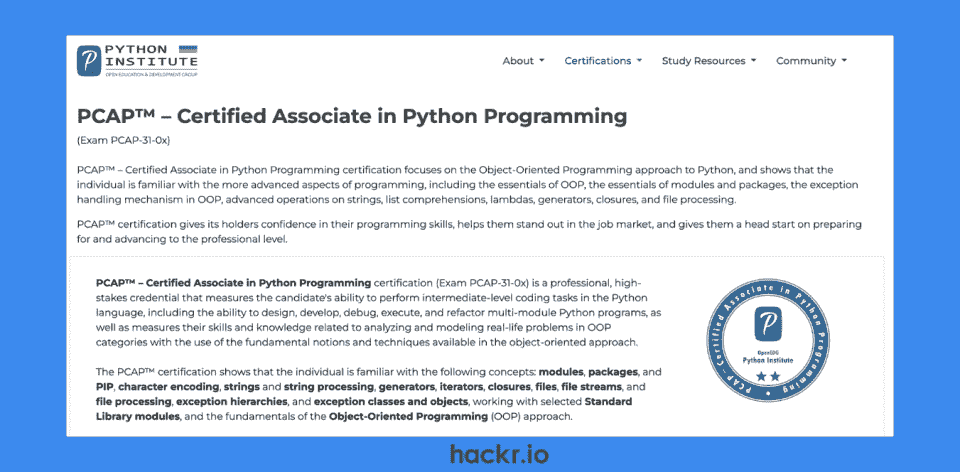 PYTHON
INSTITUTE
OPEN EDUCATION & DEVELOPMENT GROUP
About Certifications Study Resources Community
PCAP™ – Certified Associate in Python Programming
(Exam PCAP-31-0x)
PCAP™ – Certified Associate in Python Programming certification focuses on the Object-Oriented Programming approach to Python, and shows that the
individual is familiar with the more advanced aspects of programming, including the essentials of OOP, the essentials of modules and packages, the exception
handling mechanism in OOP, advanced operations on strings, list comprehensions, lambdas, generators, closures, and file processing.
PCAP™ certification gives its holders confidence in their programming skills, helps them stand out in the job market, and gives them a head start on preparing
for and advancing to the professional level.
PCAP™ – Certified Associate in Python Programming certification (Exam PCAP-31-0x) is a professional, high-
stakes credential that measures the candidate's ability to perform intermediate-level coding tasks in the Python
language, including the ability to design, develop, debug, execute, and refactor multi-module Python programs, as
well as measures their skills and knowledge related to analyzing and modeling real-life problems in OOP
categories with the use of the fundamental notions and techniques available in the object-oriented approach.
The PCAP™ certification shows that the individual is familiar with the following concepts: modules, packages, and
PIP, character encoding, strings and string processing, generators, iterators, closures, files, file streams, and
file processing, exception hierarchies, and exception classes and objects, working with selected Standard
Library modules, and the fundamentals of the Object-Oriented Programming (OOP) approach.
PCAP-Certified Associate in Python Programming
OpenEDG
Python Institute
hackr.io